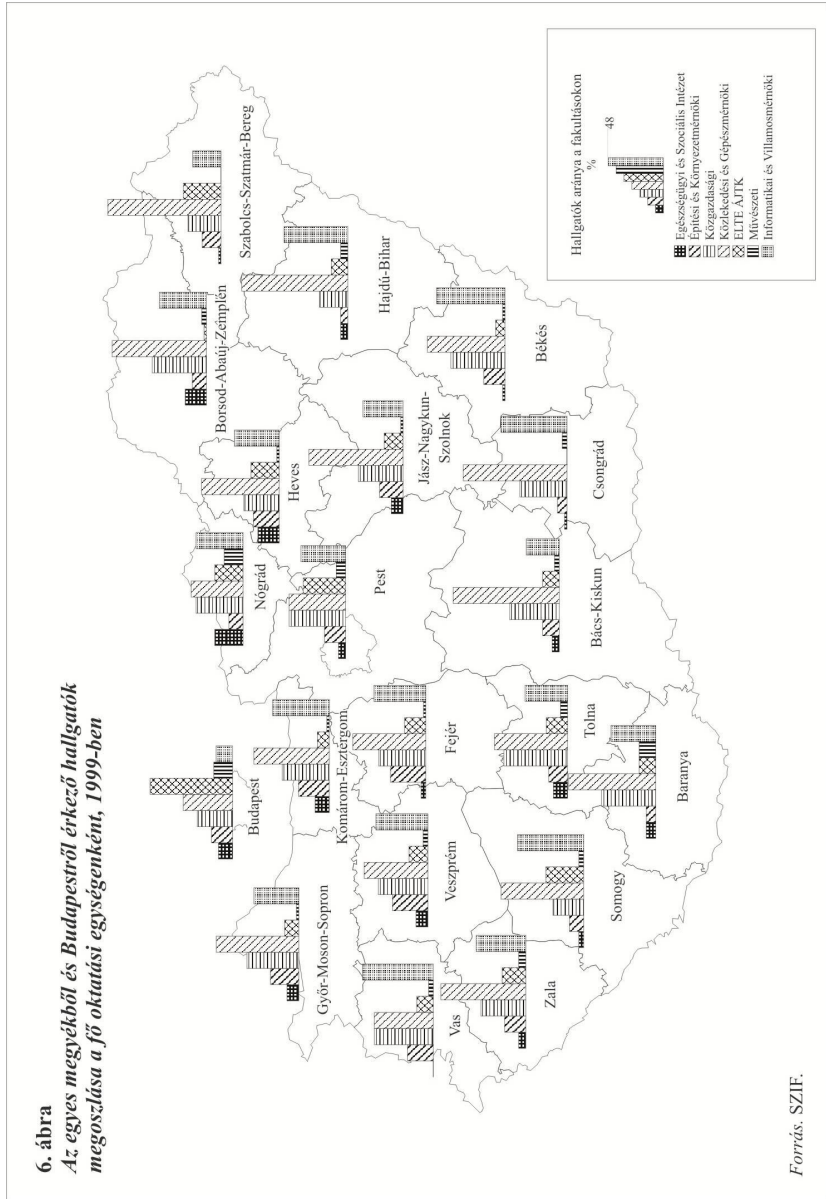 6. ábra
Az egyes megyékből és Budapestről érkező hallgatók
megoszlása a fő oktatási egységenként, 1999-ben
Budapest
Győr-Moson-Sopron
Komárom-Esztergom
Vas
Veszprém
Fejér
Zala
Somogy
Tolna
Baranya
Nógrád
Heves
Borsod-Abaúj-Zemplén
Szabolcs-Szatmár-Bereg
Pest
Jász-Nagykun-
Szolnok
Hajdú-Bihar
Bács-Kiskun
Csongrád
Békés
Hallgatók aránya a fakultásokon
%
48
Egészségügyi és Szociális Intézet
Építési és Környezetmérnöki
Közgazdasági
Közlekedési és Gépészmérnöki
ELTE ÁJTK
Művészeti
Informatikai és Villamosmérnöki
Forrás. SZIF.